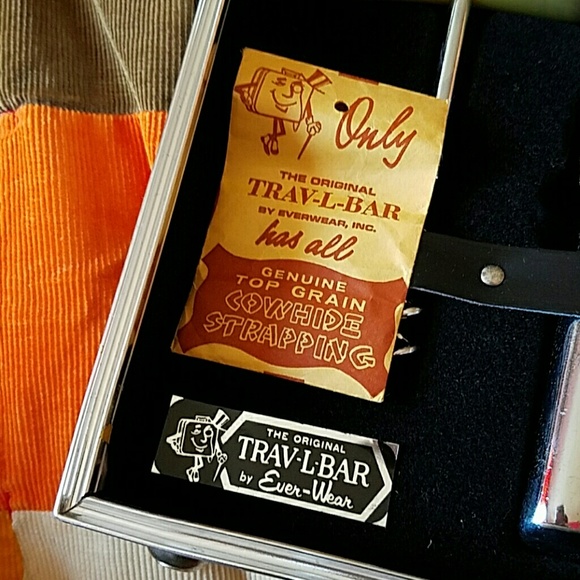 Only
THE ORIGINAL
TRAV-L-BAR
BY EVERWEAR, INC.
has all
GENUINE
TOP GRAIN
COWHIDE
STRAPPING
THE ORIGINAL
TRAV-L-BAR
by Ever-Wear